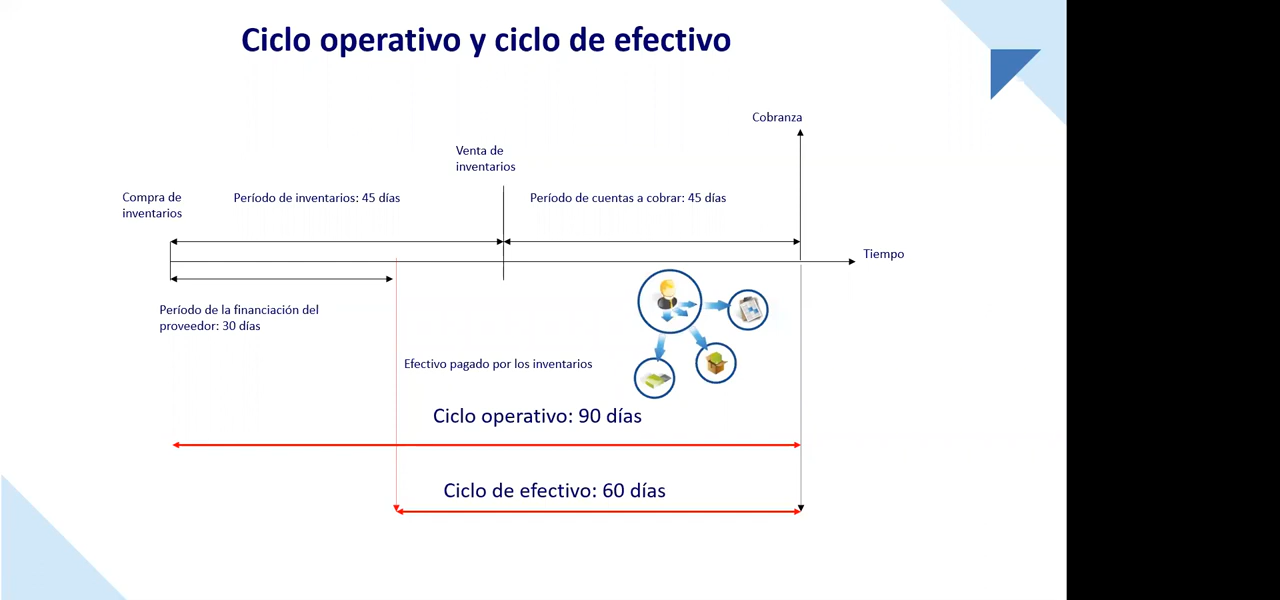 Ciclo operativo y ciclo de efectivo
Cobranza
Venta de
inventarios
Compra de
inventarios
Período de inventarios: 45 días
Período de cuentas a cobrar: 45 días
Tiempo
Período de la financiación del
proveedor: 30 días
Efectivo pagado por los inventarios
Ciclo operativo: 90 días
Ciclo de efectivo: 60 días